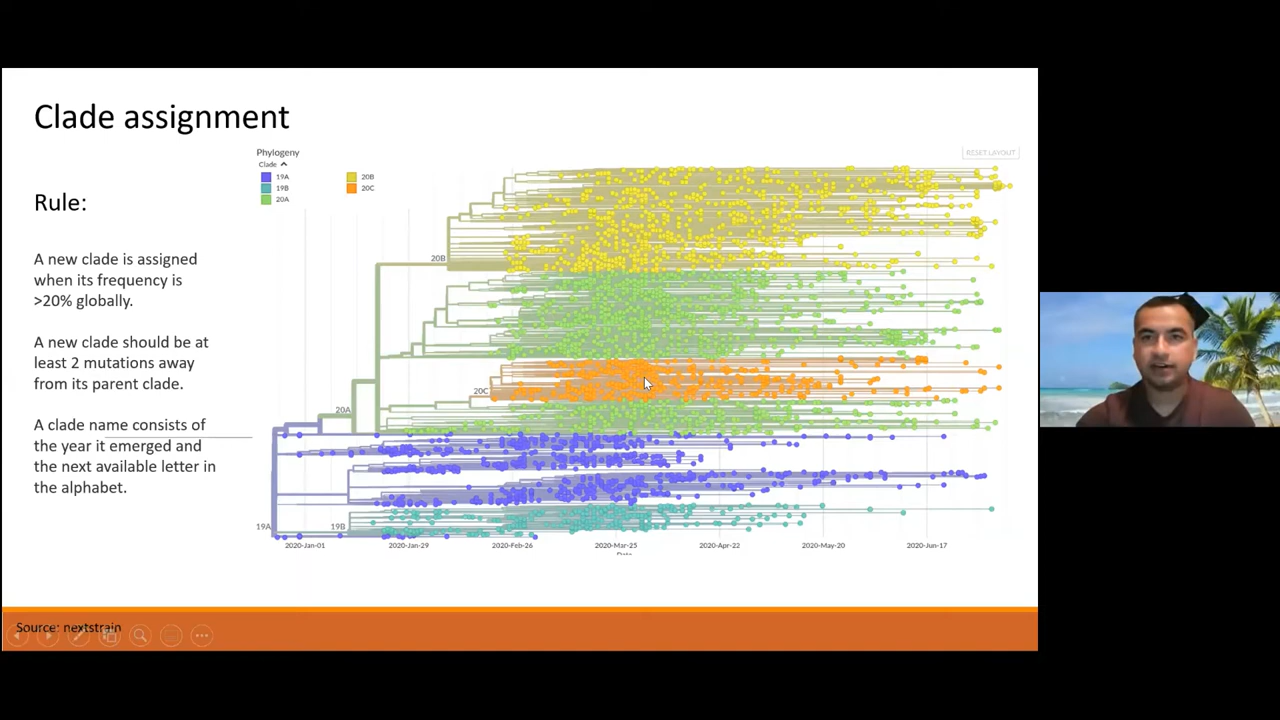 Clade assignment
Rule:
A new clade is assigned
when its frequency is
>20% globally.
A new clade should be at
least 2 mutations away
from its parent clade.
A clade name consists of
the year it emerged and
the next available letter in
the alphabet.
Phylogeny
Clade
19A
19B
20A
20B
20C
RESET LAYOUT
20B
20C
20A
19A
19B
2020-Jan-01
2020-Jan-29
2020-Feb-26
2020-Mar-25
2020-Apr-22
2020-May-20
2020-Jun-17
Date
Source: nextstrain